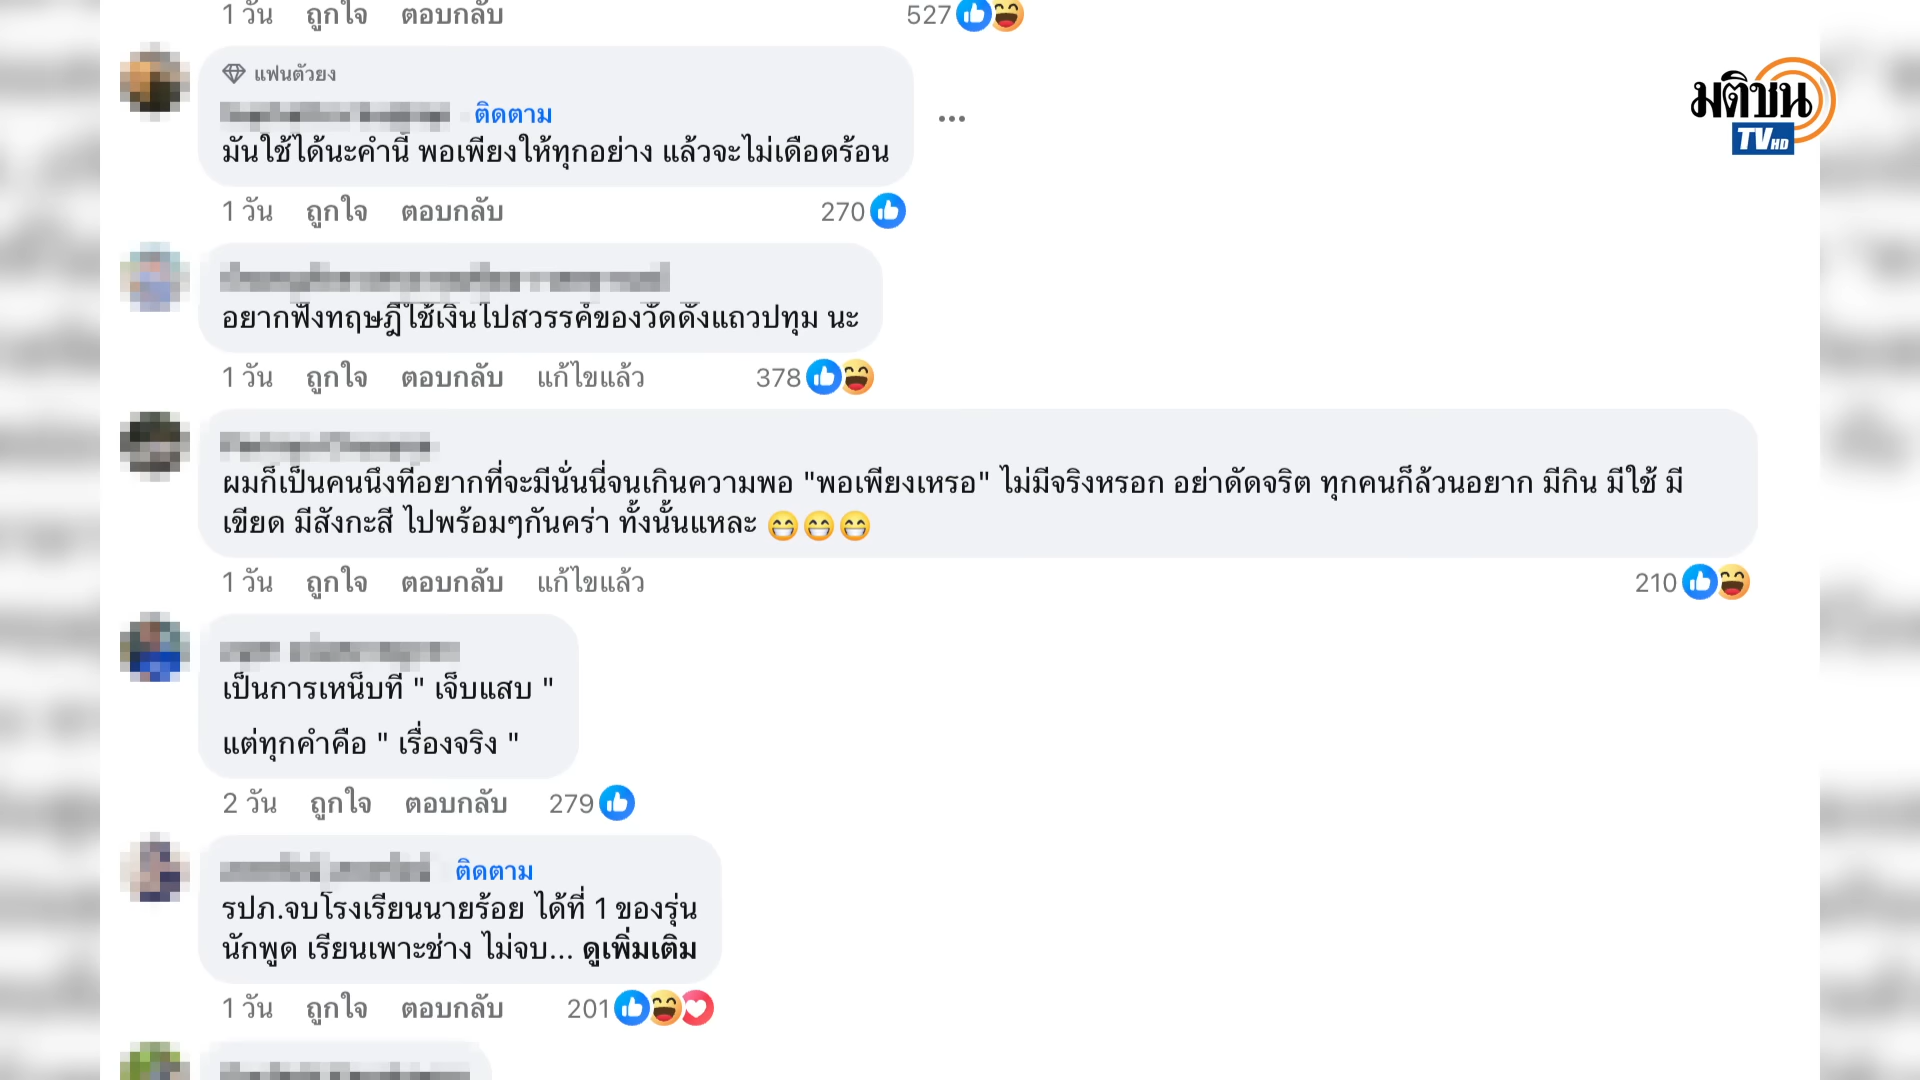 1 วัน ถูกใจ ตอบกลับ 527
แฟนตัวยง
ติดตาม
มันใช้ได้นะคำนี้ พอเพียงให้ทุกอย่าง แล้วจะไม่เดือดร้อน
1 วัน ถูกใจ ตอบกลับ 270
อยากฟังทฤษฎีใช้เงินไปสวรรค์ของวัดดังแถวปทุม นะ
1 วัน ถูกใจ ตอบกลับ แก้ไขแล้ว 378
ผมก็เป็นคนนึงทีอยากที่จะมีนั่นนี่จนเกินความพอ "พอเพียงเหรอ" ไม่มีจริงหรอก อย่าดัดจริต ทุกคนก็ล้วนอยาก มีกิน มีใช้ มี
เขียด มีสังกะสี ไปพร้อมๆกันคร่า ทั้งนั้นแหละ 😁😁😁
1 วัน ถูกใจ ตอบกลับ แก้ไขแล้ว 210
เป็นการเหน็บที " เจ็บแสบ "
แต่ทุกคำคือ " เรื่องจริง "
2 วัน ถูกใจ ตอบกลับ 279
ติดตาม
รปภ.จบโรงเรียนนายร้อย ได้ที่ 1 ของรุ่น
นักพูด เรียนเพาะช่าง ไม่จบ... ดูเพิ่มเติม
1 วัน ถูกใจ ตอบกลับ 201
มติชน
TV HD